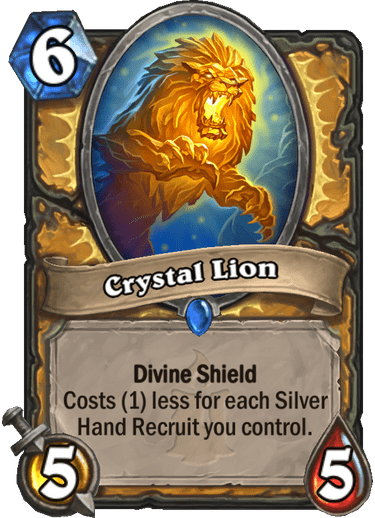 6
Crystal Lion
Divine Shield
Costs (1) less for each Silver
Hand Recruit you control.
5
5